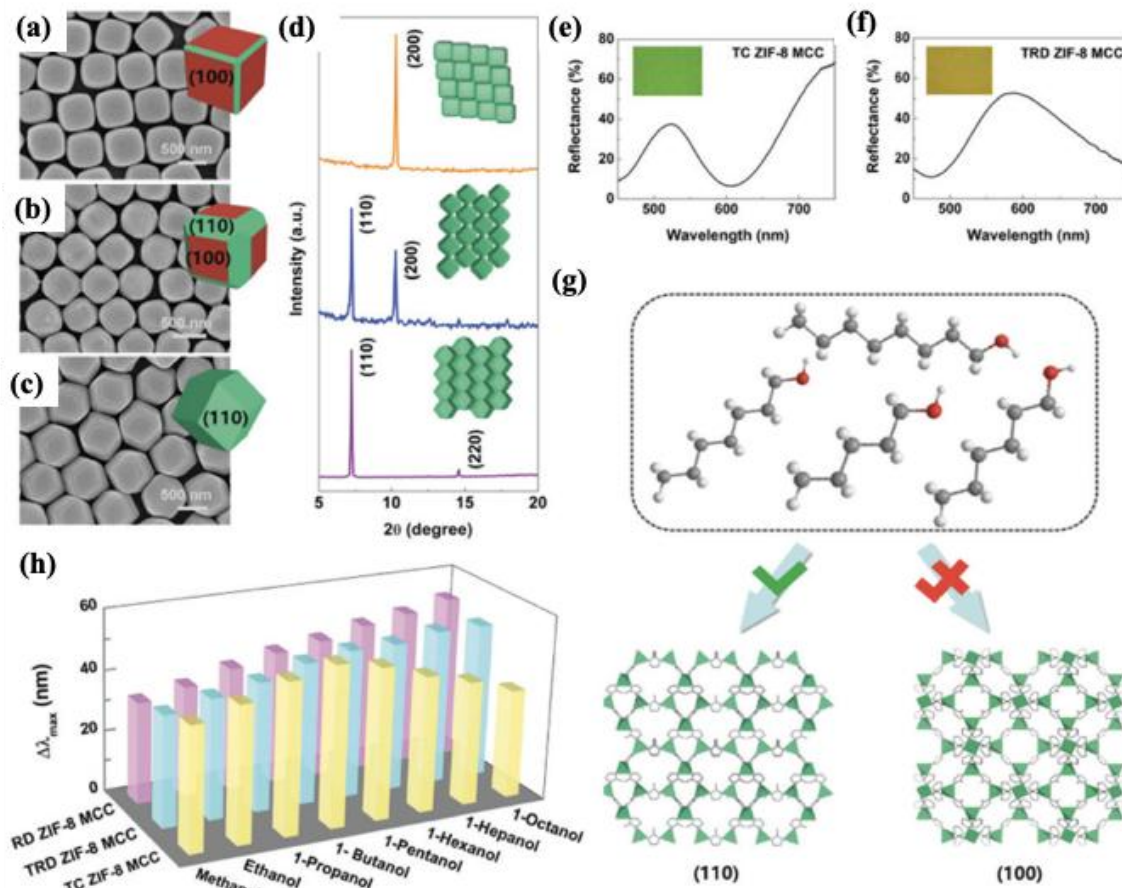 (a)
(100)
500 nm
(b)
(110)
(100)
500 nm
(c)
(110)
500 nm
(d)
(200)
(110)
(200)
(110)
(220)
Intensity (a.u.)
5 10 15 20
2θ (degree)
(e)
TC ZIF-8 MCC
80
60
40
20
0
Reflectance (%)
500 600 700
Wavelength (nm)
(f)
TRD ZIF-8 MCC
80
60
40
20
0
Reflectance (%)
500 600 700
Wavelength (nm)
(g)
(110)
(100)
(h)
60
40
20
0
Δλmax (nm)
RD ZIF-8 MCC
TRD ZIF-8 MCC
TC ZIF-8 MCC
Ethanol
1-Propanol
1- Butanol
1-Pentanol
1-Hexanol
1-Hepanol
1-Octanol